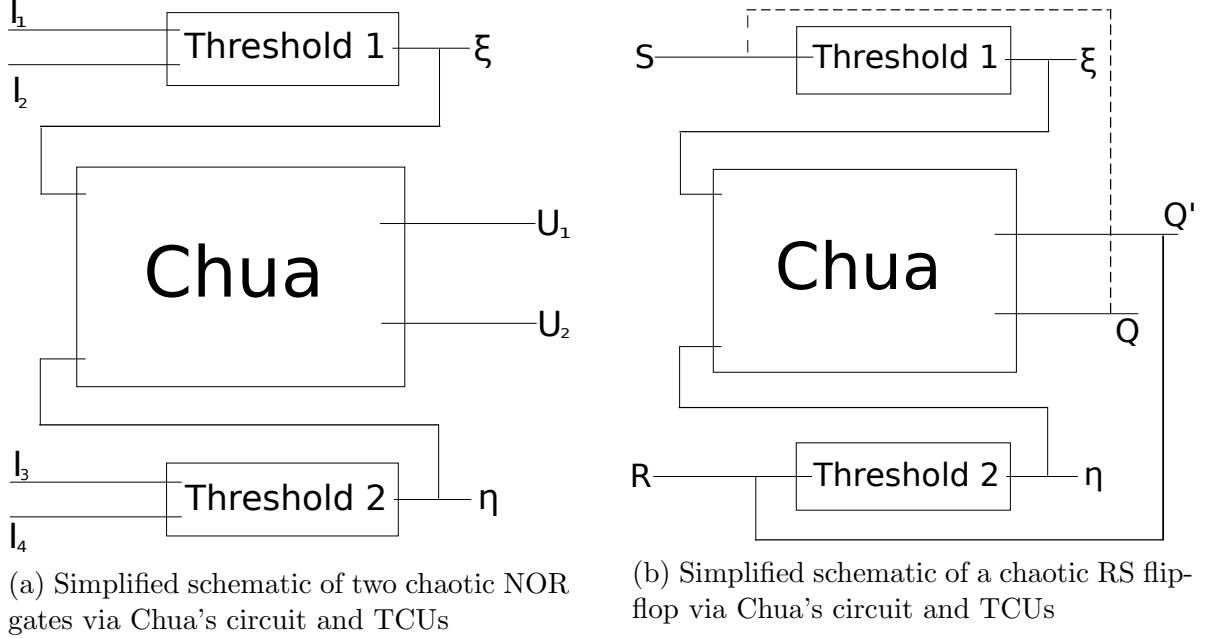 I₁
Threshold 1
ξ
I₂
Chua
U₁
U₂
I₃
Threshold 2
η
I₄
(a) Simplified schematic of two chaotic NOR
gates via Chua's circuit and TCUs
S
Threshold 1
ξ
Chua
Q'
Q
R
Threshold 2
η
(b) Simplified schematic of a chaotic RS flip-
flop via Chua's circuit and TCUs